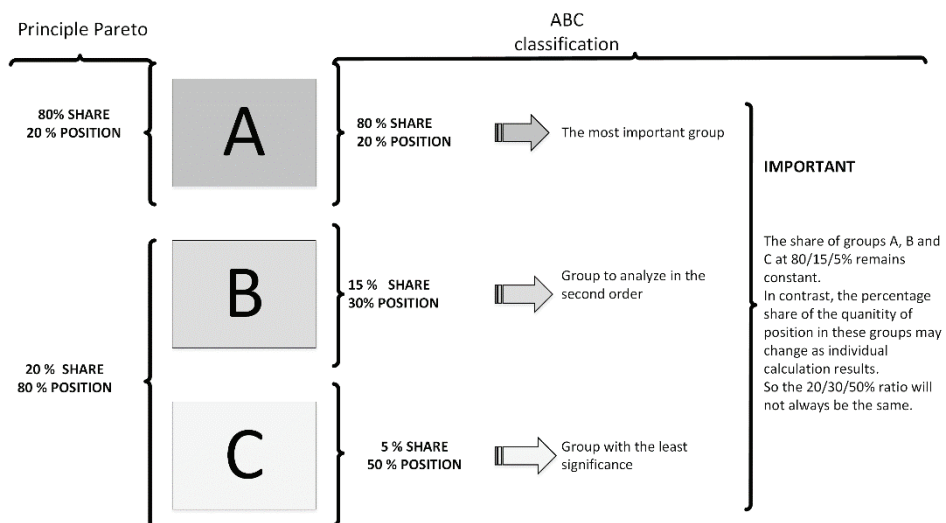 Principle Pareto
ABC
classification
80% SHARE
20 % POSITION
A
80 % SHARE
20 % POSITION
The most important group
B
15 %  SHARE
30% POSITION
Group to analyze in the
second order
20 %  SHARE
80 % POSITION
C
5 % SHARE
50 % POSITION
Group with the least
significance
IMPORTANT
The share of groups A, B and
C at 80/15/5% remains
constant.
In contrast, the percentage
share of the quanitity of
position in these groups may
change as individual
calculation results.
So the 20/30/50% ratio will
not always be the same.